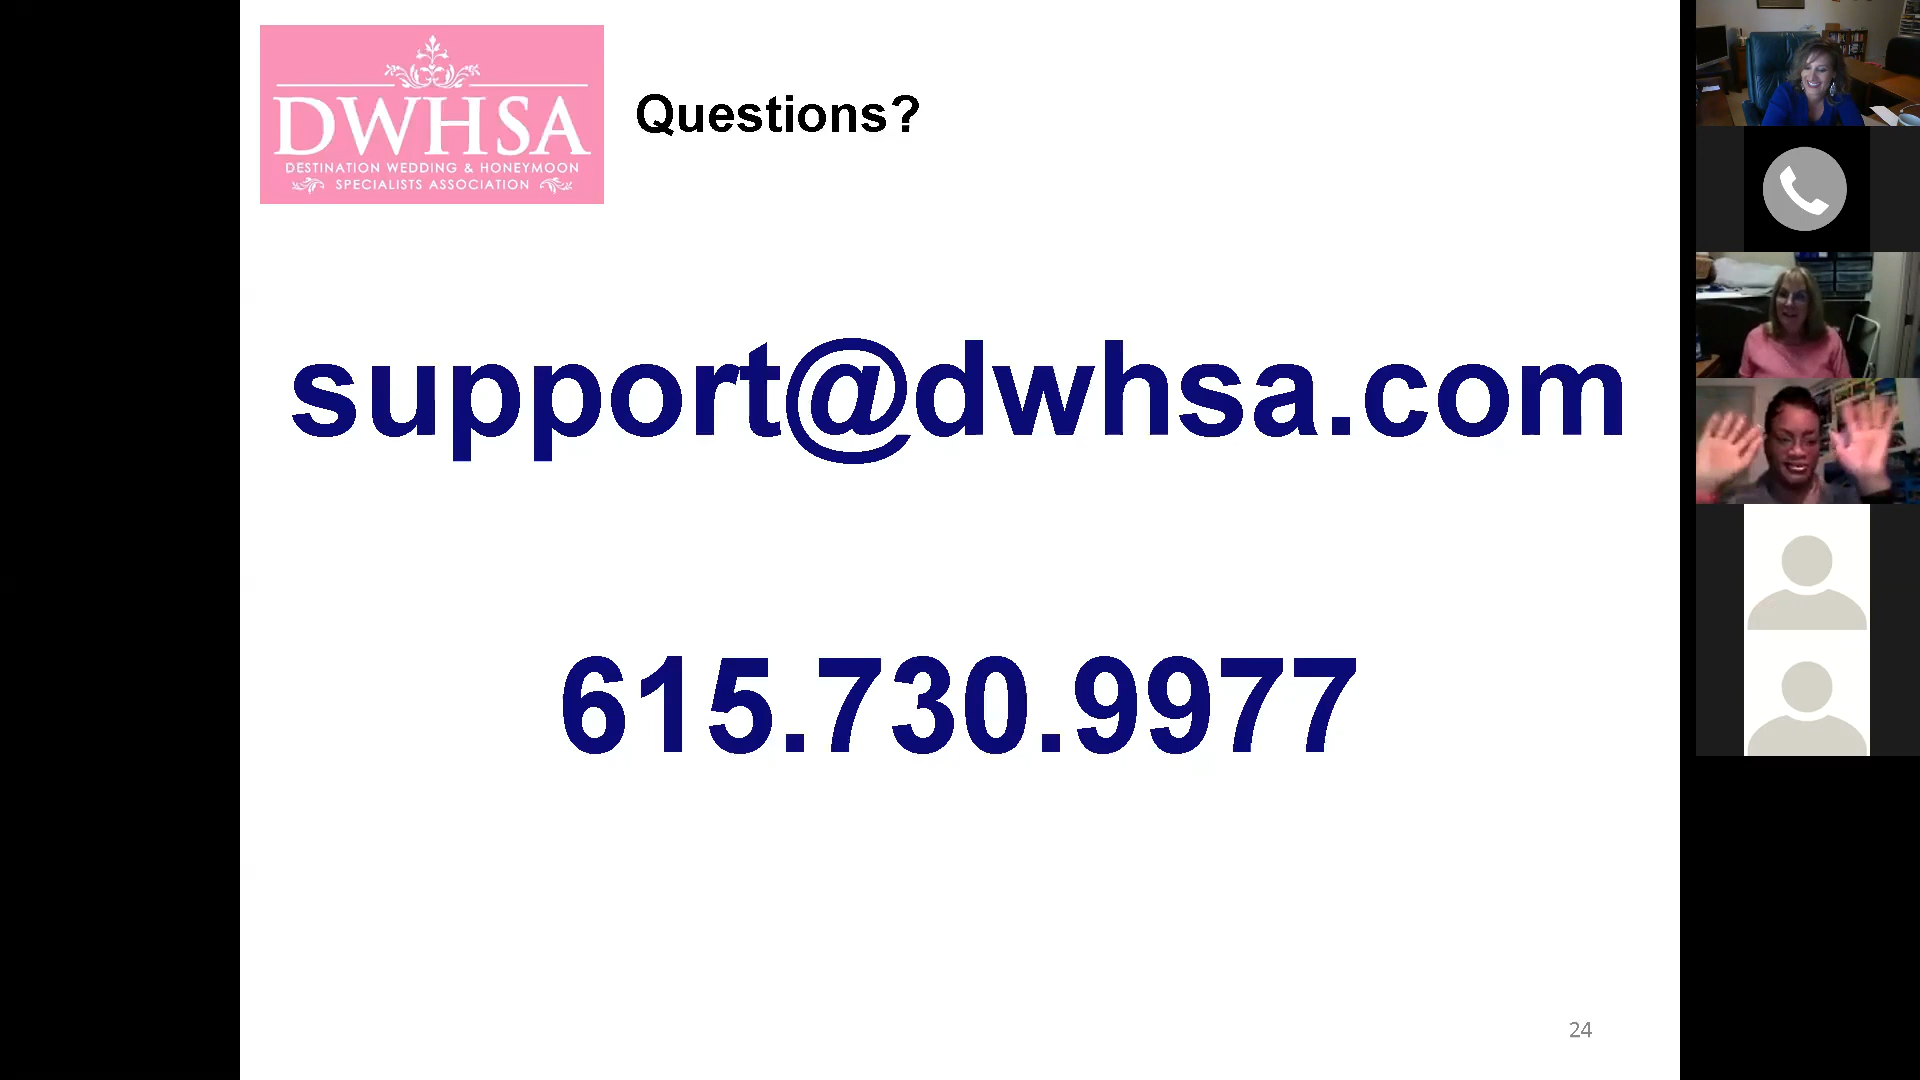 DWHSA
DESTINATION WEDDING & HONEYMOON
SPECIALISTS ASSOCIATION
Questions?
support@dwhsa.com
615.730.9977
24